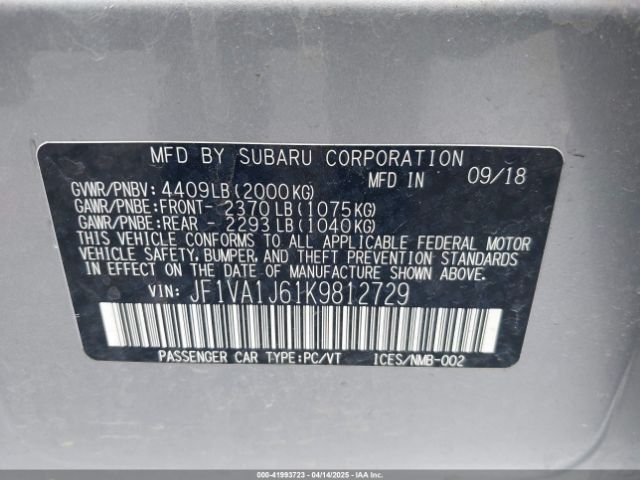 MFD BY SUBARU CORPORATION
MFD IN 09/18
GVWR/PNBV: 4409LB(2000KG)
GAWR/PNBE:FRONT- 2370 LB(1075KG)
GAWR/PNBE:REAR - 2293 LB(1040KG)
THIS VEHICLE CONFORMS TO ALL APPLICABLE FEDERAL MOTOR
VEHICLE SAFETY, BUMPER, AND THEFT PREVENTION STANDARDS
IN EFFECT ON THE DATE OF MANUFACTURE SHOWN ABOVE.
VIN: JF1VA1J61K9812729
PASSENGER CAR TYPE:PC/VT ICES/NMB-002
000-41993723 - 04/14/2025 - IAAI.COM